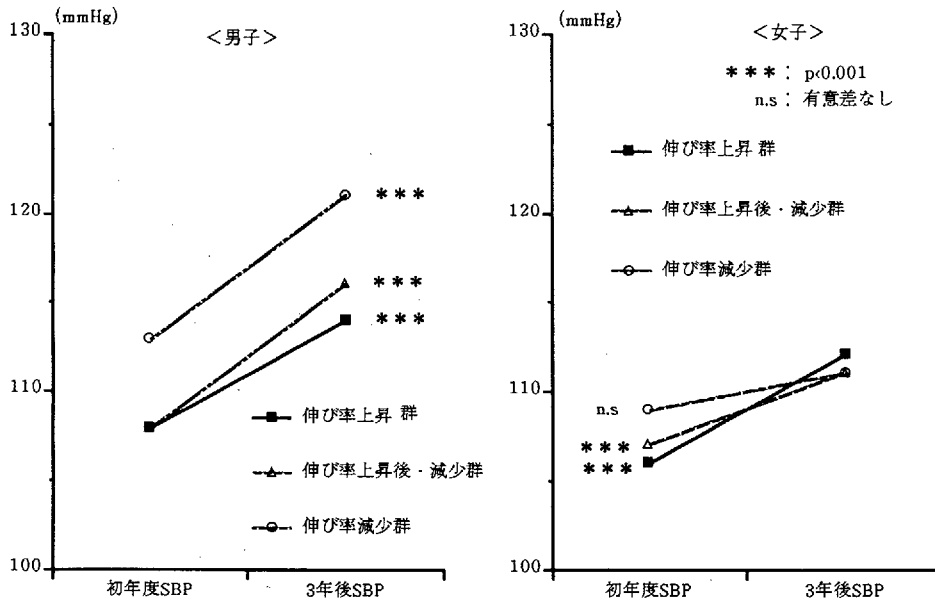 (mmHg)
130
＜男子＞
120
110
100
＊＊＊
＊＊＊
＊＊＊
伸び率上昇 群
伸び率上昇後・減少群
伸び率減少群
初年度SBP
3年後SBP
(mmHg)
130
＜女子＞
＊＊＊： p<0.001
n.s： 有意差なし
伸び率上昇 群
伸び率上昇後・減少群
伸び率減少群
120
110
100
n.s
＊＊＊
＊＊＊
初年度SBP
3年後SBP